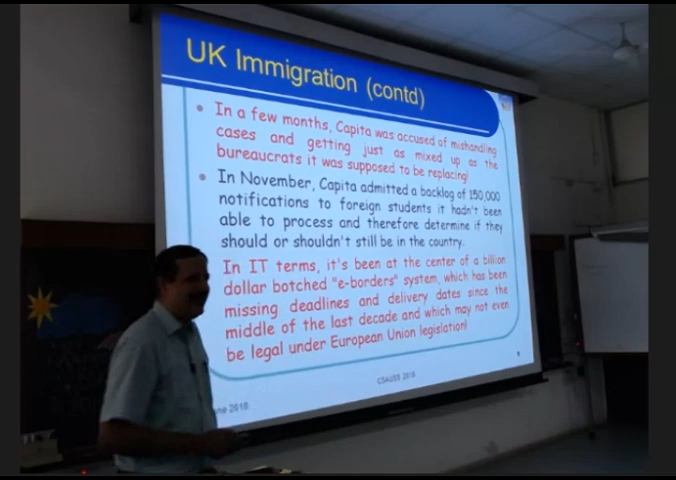 UK Immigration (contd)
In a few months, Capita was accused of mishandling
cases and getting just as mixed up as the
bureaucrats it was supposed to be replacing!
In November, Capita admitted a backlog of 150,000
notifications to foreign students it hadn't been
able to process and therefore determine if they
should or shouldn't still be in the country.
In IT terms, it's been at the center of a billion
dollar botched "e-borders" system, which has been
missing deadlines and delivery dates since the
middle of the last decade and which may not even
be legal under European Union legislation!
2018